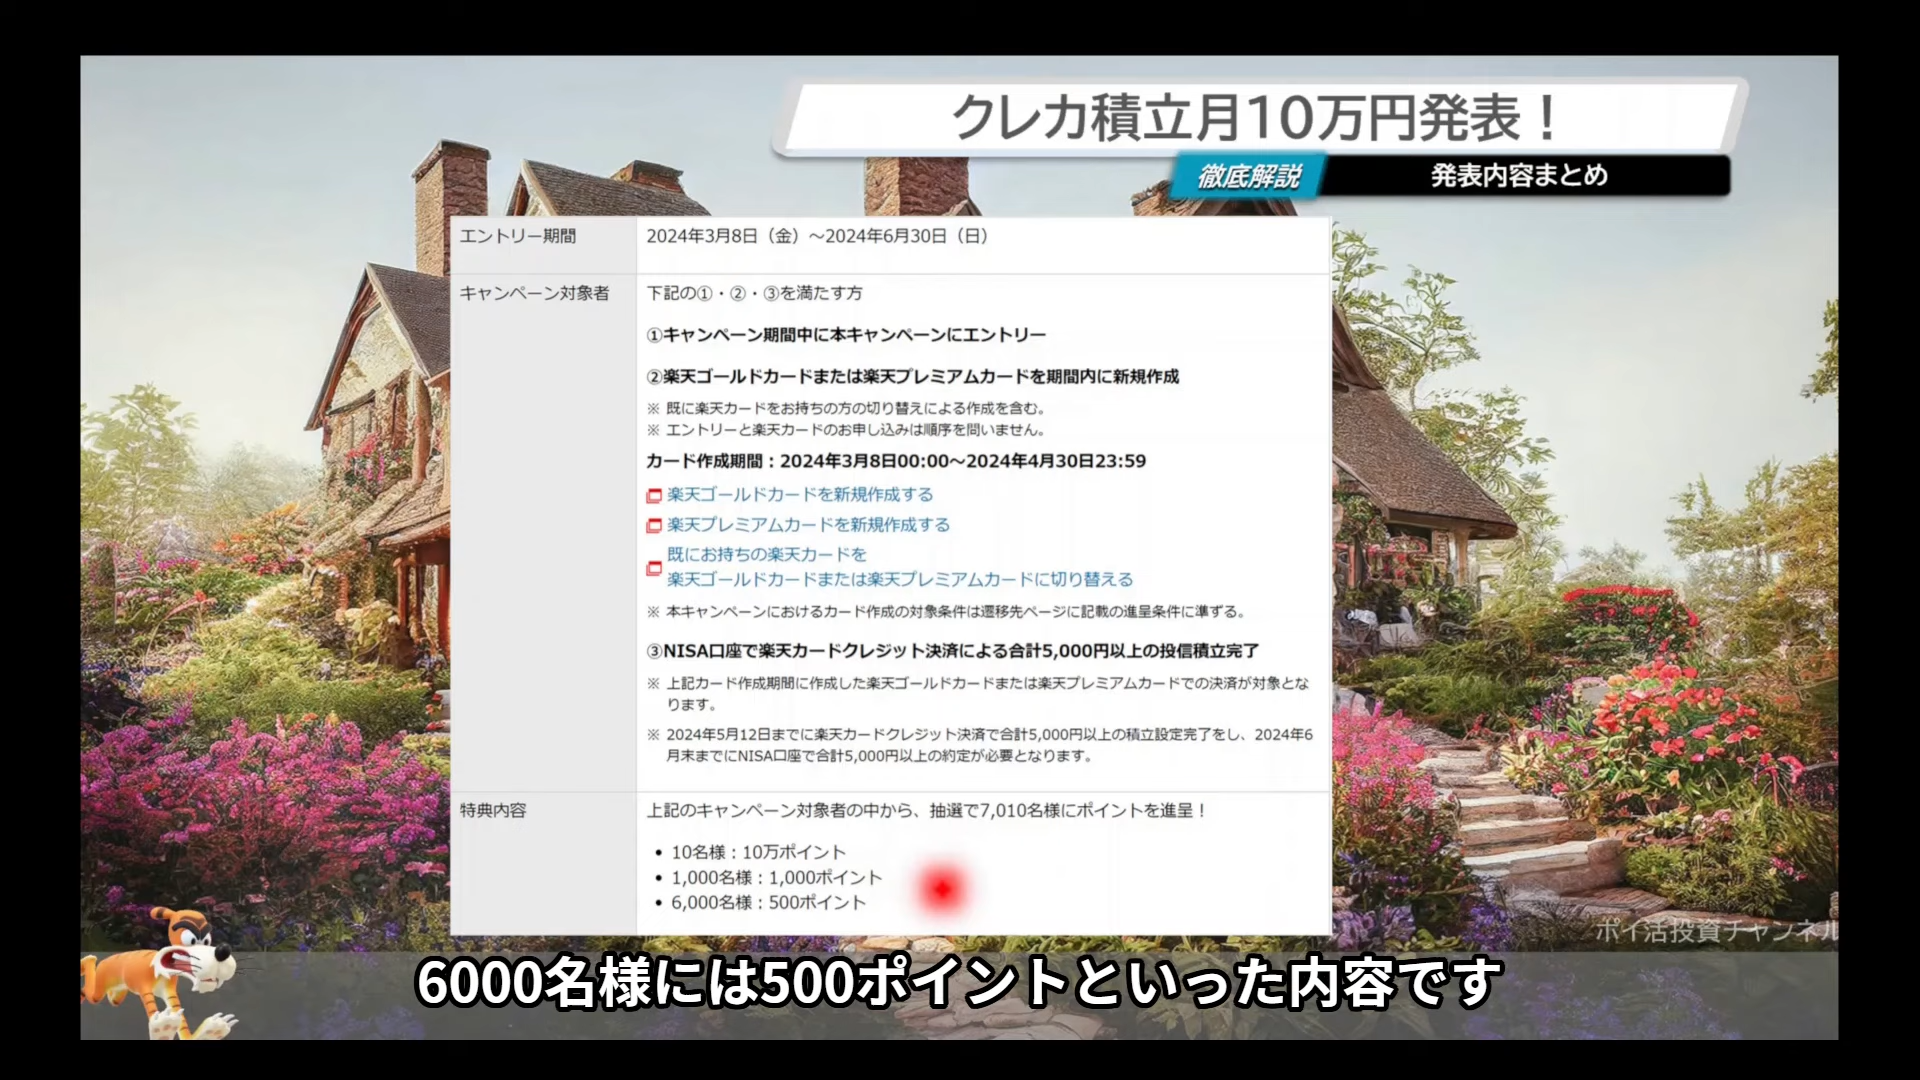 クレカ積立月10万円発表！
徹底解説
発表内容まとめ
エントリー期間
2024年3月8日（金）～2024年6月30日（日）
キャンペーン対象者
下記の①・②・③を満たす方
①キャンペーン期間中に本キャンペーンにエントリー
②楽天ゴールドカードまたは楽天プレミアムカードを期間内に新規作成
※ 既に楽天カードをお持ちの方の切り替えによる作成を含む。
※ エントリーと楽天カードのお申し込みは順序を問いません。
カード作成期間：2024年3月8日00:00～2024年4月30日23:59
楽天ゴールドカードを新規作成する
楽天プレミアムカードを新規作成する
既にお持ちの楽天カードを
楽天ゴールドカードまたは楽天プレミアムカードに切り替える
※ 本キャンペーンにおけるカード作成の対象条件は遷移先ページに記載の進呈条件に準ずる。
③NISA口座で楽天カードクレジット決済による合計5,000円以上の投信積立完了
※ 上記カード作成期間に作成した楽天ゴールドカードまたは楽天プレミアムカードでの決済が対象とな
ります。
※ 2024年5月12日までに楽天カードクレジット決済で合計5,000円以上の積立設定完了をし、2024年6
月末までにNISA口座で合計5,000円以上の約定が必要となります。
特典内容
上記のキャンペーン対象者の中から、抽選で7,010名様にポイントを進呈！
• 10名様：10万ポイント
• 1,000名様：1,000ポイント
• 6,000名様：500ポイント
ポイ活投資チャンネル
6000名様には500ポイントといった内容です